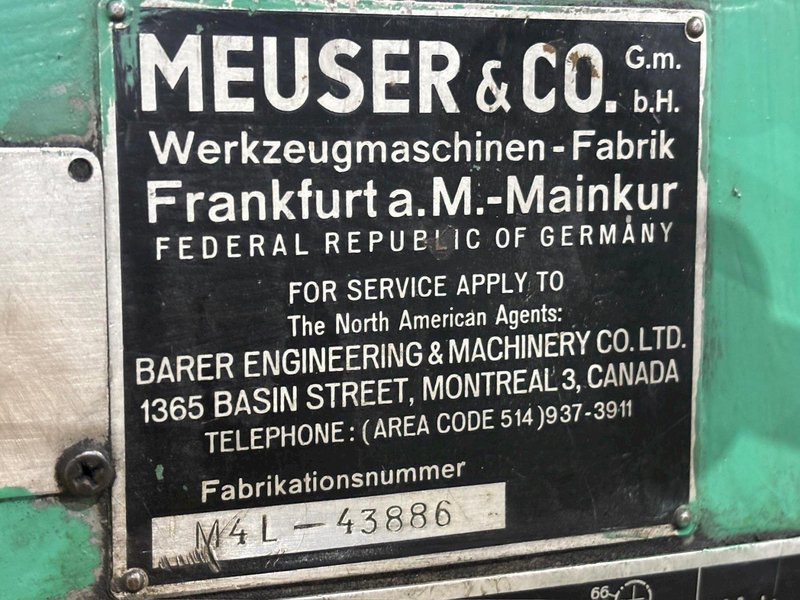 MEUSER & CO. G.m.b.H.
Werkzeugmaschinen-Fabrik
Frankfurt a. M.-Mainkur
FEDERAL REPUBLIC OF GERMANY
FOR SERVICE APPLY TO
The North American Agents:
BARER ENGINEERING & MACHINERY CO. LTD.
1365 BASIN STREET, MONTREAL 3, CANADA
TELEPHONE: (AREA CODE 514) 937-3911
Fabrikationsnummer
M4L-43886
66